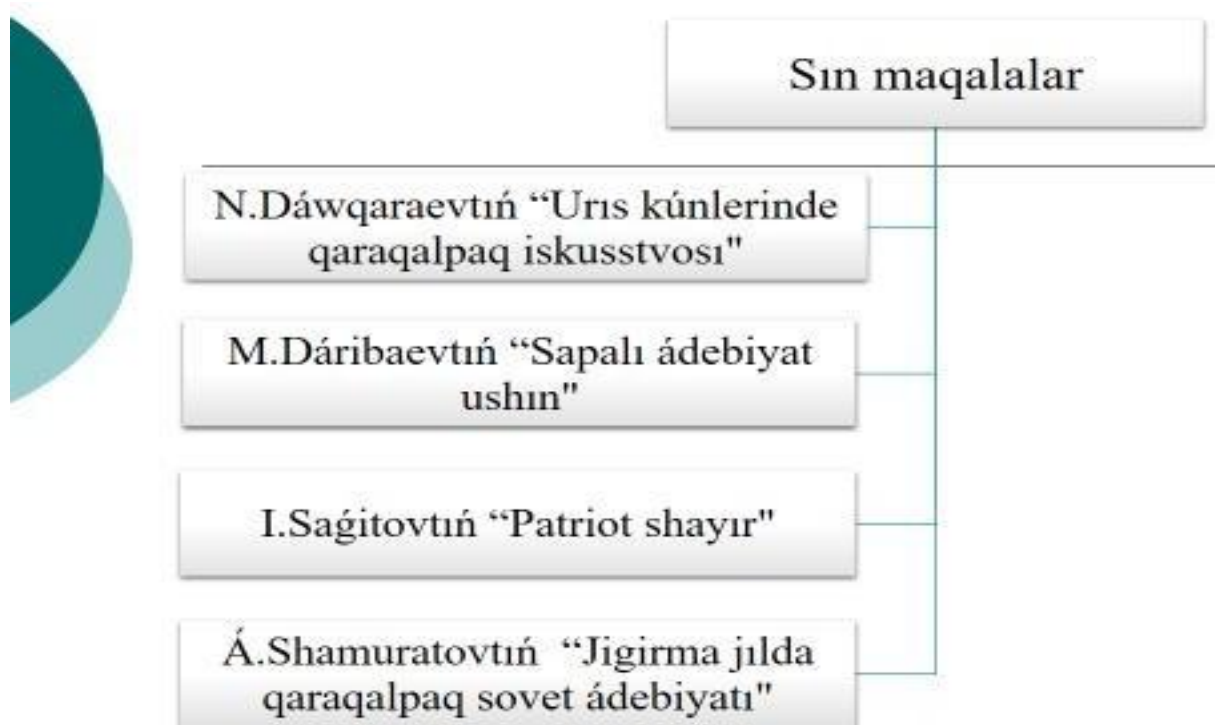 Sın maqalalar
N.Dáwqaraevtıń “Urıs kúnlerinde
qaraqalpaq iskusstvosı"
M.Dáribaevtıń “Sapalı ádebiyat
ushın"
I.Saǵitovtıń “Patriot shayır"
Á.Shamuratovtıń “Jigirma jılda
qaraqalpaq sovet ádebiyatı"